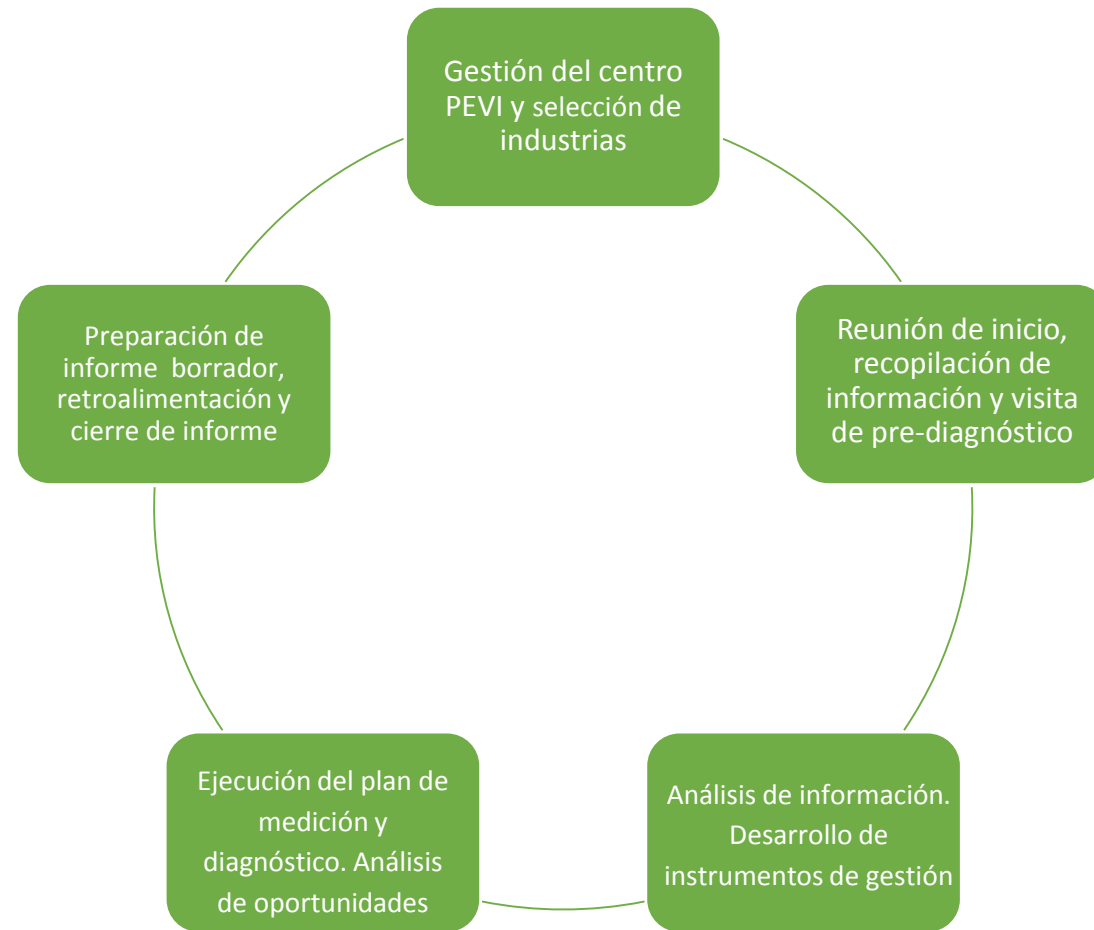 Gestión del centro
PEVI y selección de
industrias
Reunión de inicio,
recopilación de
información y visita
de pre-diagnóstico
Análisis de información.
Desarrollo de
instrumentos de gestión
Ejecución del plan de
medición y
diagnóstico. Análisis
de oportunidades
Preparación de
informe borrador,
retroalimentación y
cierre de informe